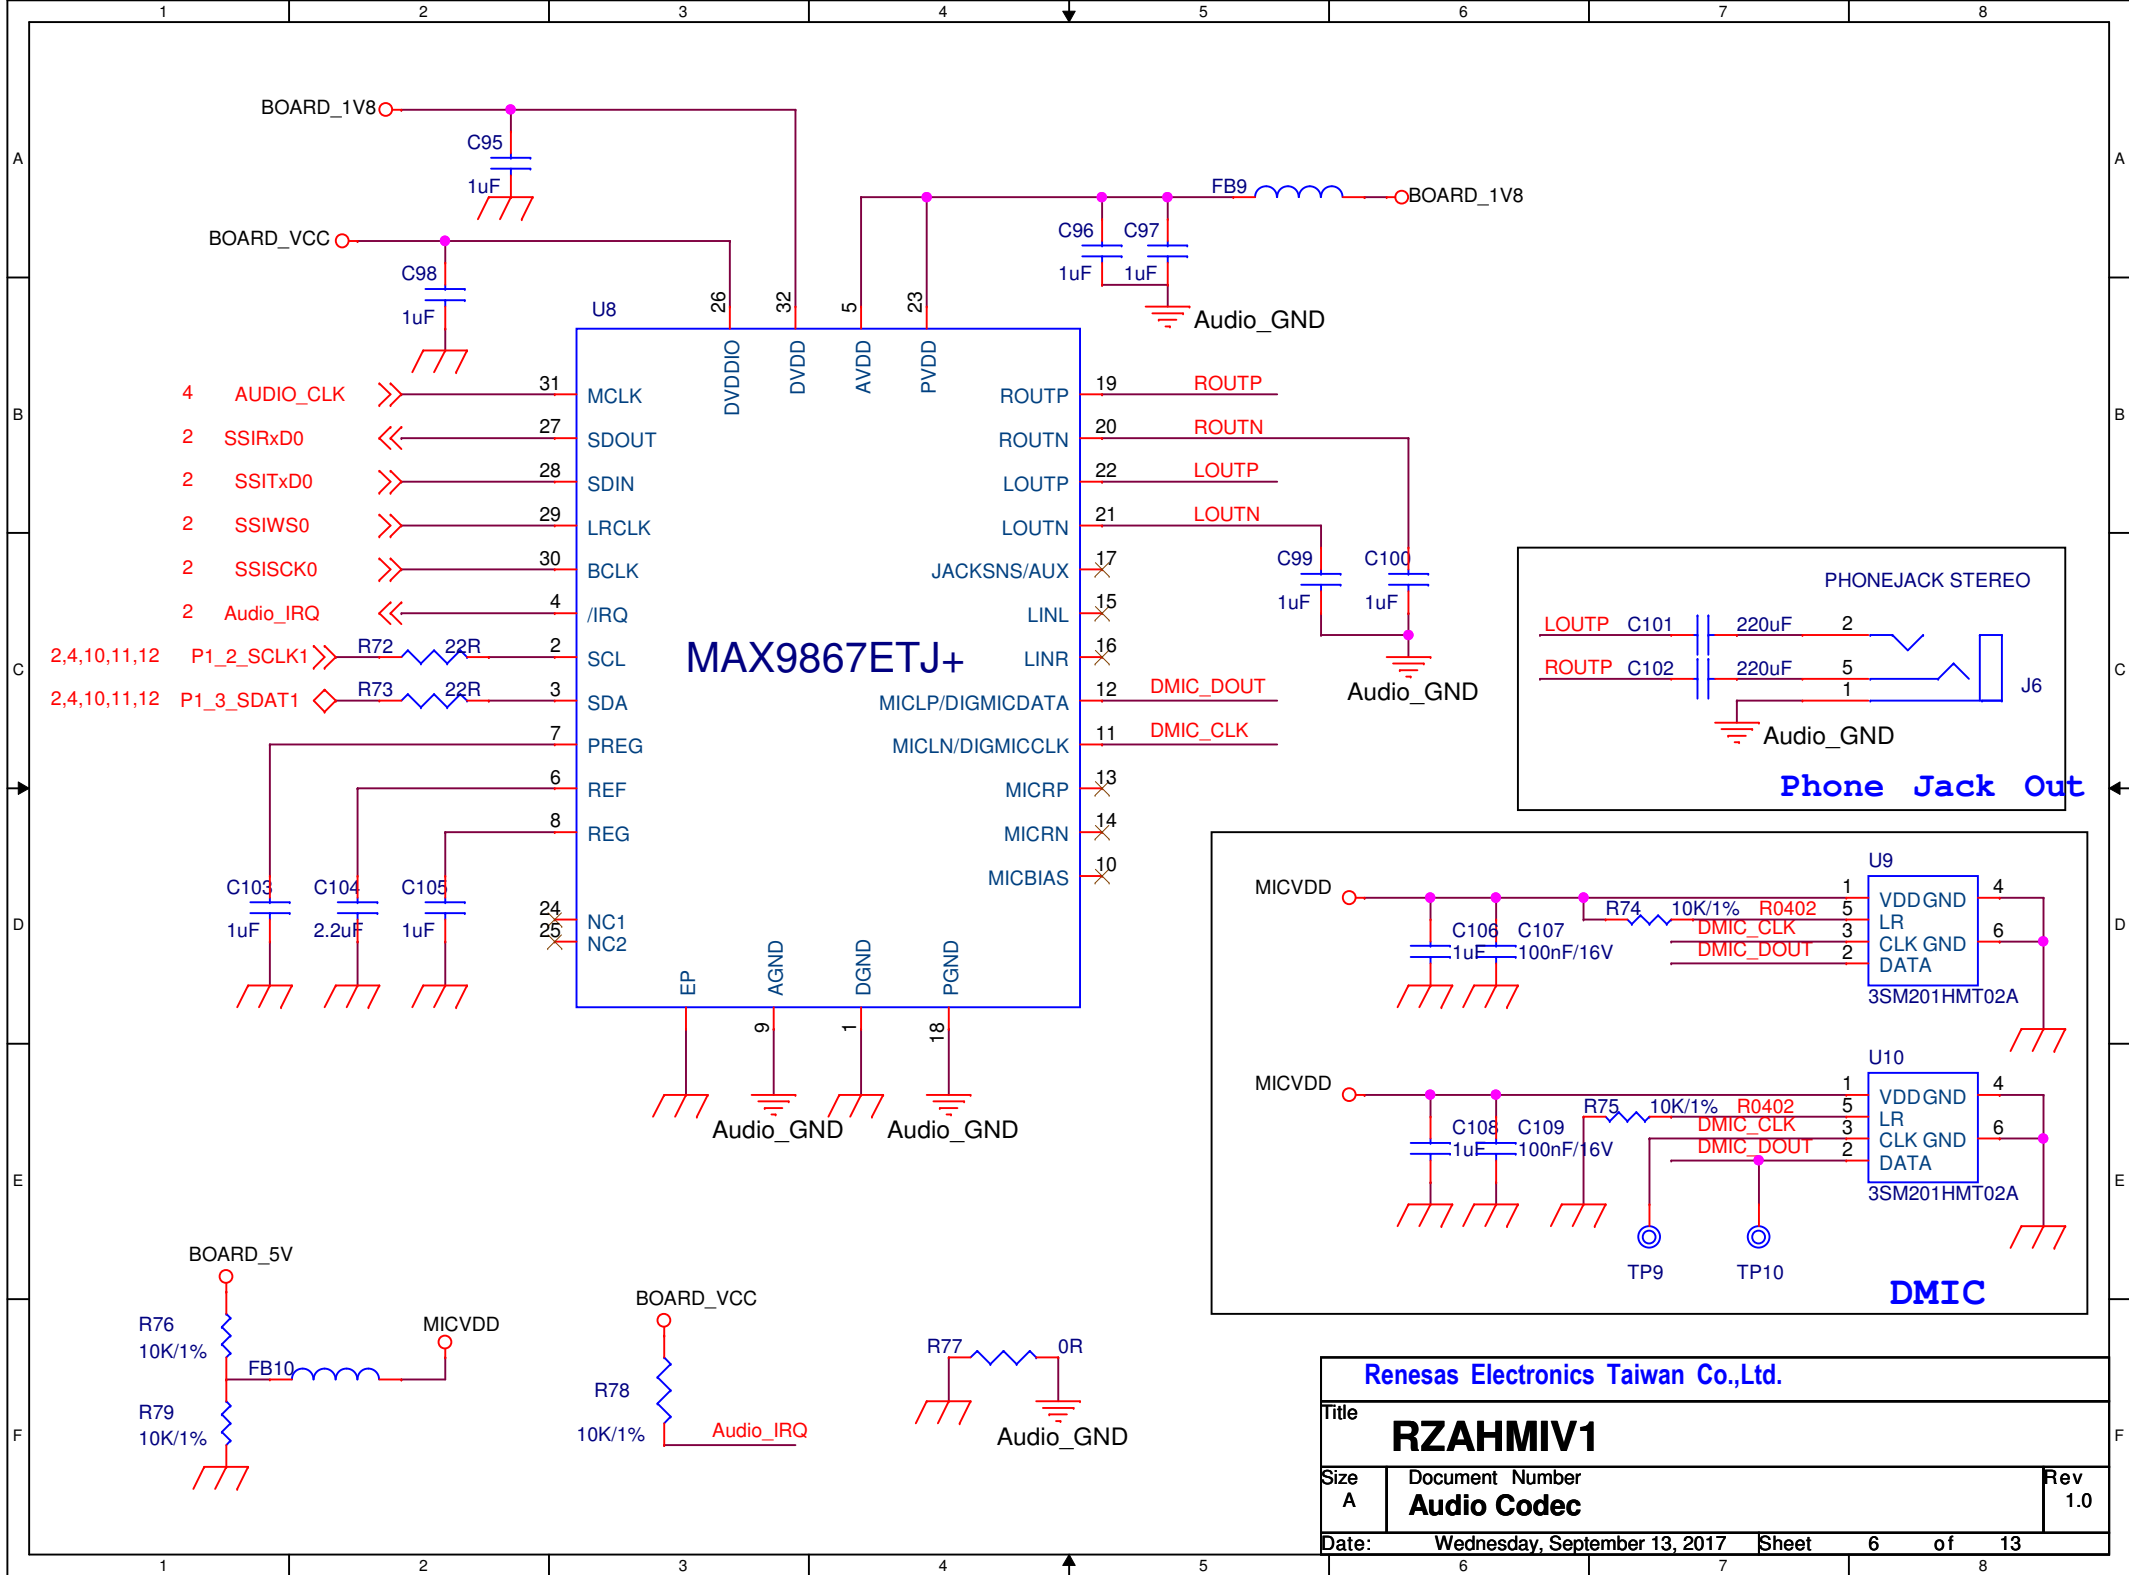 1 2 3 4 5 6 7 8
A
B
C
D
E
F
BOARD_1V8
C95
1uF
BOARD_VCC
C98
1uF
FB9
BOARD_1V8
C96 C97
1uF 1uF
Audio_GND
U8
26 32 5 23
DVDDIO DVDD AVDD PVDD
4 AUDIO_CLK 31 MCLK
2 SSIRxD0 27 SDOUT
2 SSITxD0 28 SDIN
2 SSIWS0 29 LRCLK
2 SSISCK0 30 BCLK
2 Audio_IRQ 4 /IRQ
2,4,10,11,12 P1_2_SCLK1 R72 22R 2 SCL
2,4,10,11,12 P1_3_SDAT1 R73 22R 3 SDA
7 PREG
6 REF
8 REG
C103 C104 C105
1uF 2.2uF 1uF
24 NC1
25 NC2
MAX9867ETJ+
ROUTP 19 ROUTP
ROUTN 20 ROUTN
LOUTP 22 LOUTP
LOUTN 21 LOUTN
JACKSNS/AUX 17
LINL 15
LINR 16
MICLP/DIGMICDATA 12 DMIC_DOUT
MICLN/DIGMICCLK 11 DMIC_CLK
MICRP 13
MICRN 14
MICBIAS 10
EP AGND DGND PGND
9 1 18
Audio_GND Audio_GND
C99 C100
1uF 1uF
Audio_GND
PHONEJACK STEREO
LOUTP C101 220uF 2
ROUTP C102 220uF 5
1
J6
Audio_GND
Phone Jack Out
U9
MICVDD
1 VDD GND 4
R74 10K/1% R0402 5 LR
DMIC_CLK 3 CLK GND 6
DMIC_DOUT 2 DATA
C106 C107
1uF 100nF/16V
3SM201HMT02A
U10
MICVDD
1 VDD GND 4
R75 10K/1% R0402 5 LR
DMIC_CLK 3 CLK GND 6
DMIC_DOUT 2 DATA
C108 C109
1uF 100nF/16V
3SM201HMT02A
TP9 TP10
DMIC
BOARD_5V
R76
10K/1%
FB10
MICVDD
R79
10K/1%
BOARD_VCC
R78
10K/1%
Audio_IRQ
R77 0R
Audio_GND
Renesas Electronics Taiwan Co.,Ltd.
Title
RZAHMIV1
Size Document Number Rev
A Audio Codec 1.0
Date: Wednesday, September 13, 2017 Sheet 6 of 13
A
B
C
D
E
F
1 2 3 4 5 6 7 8